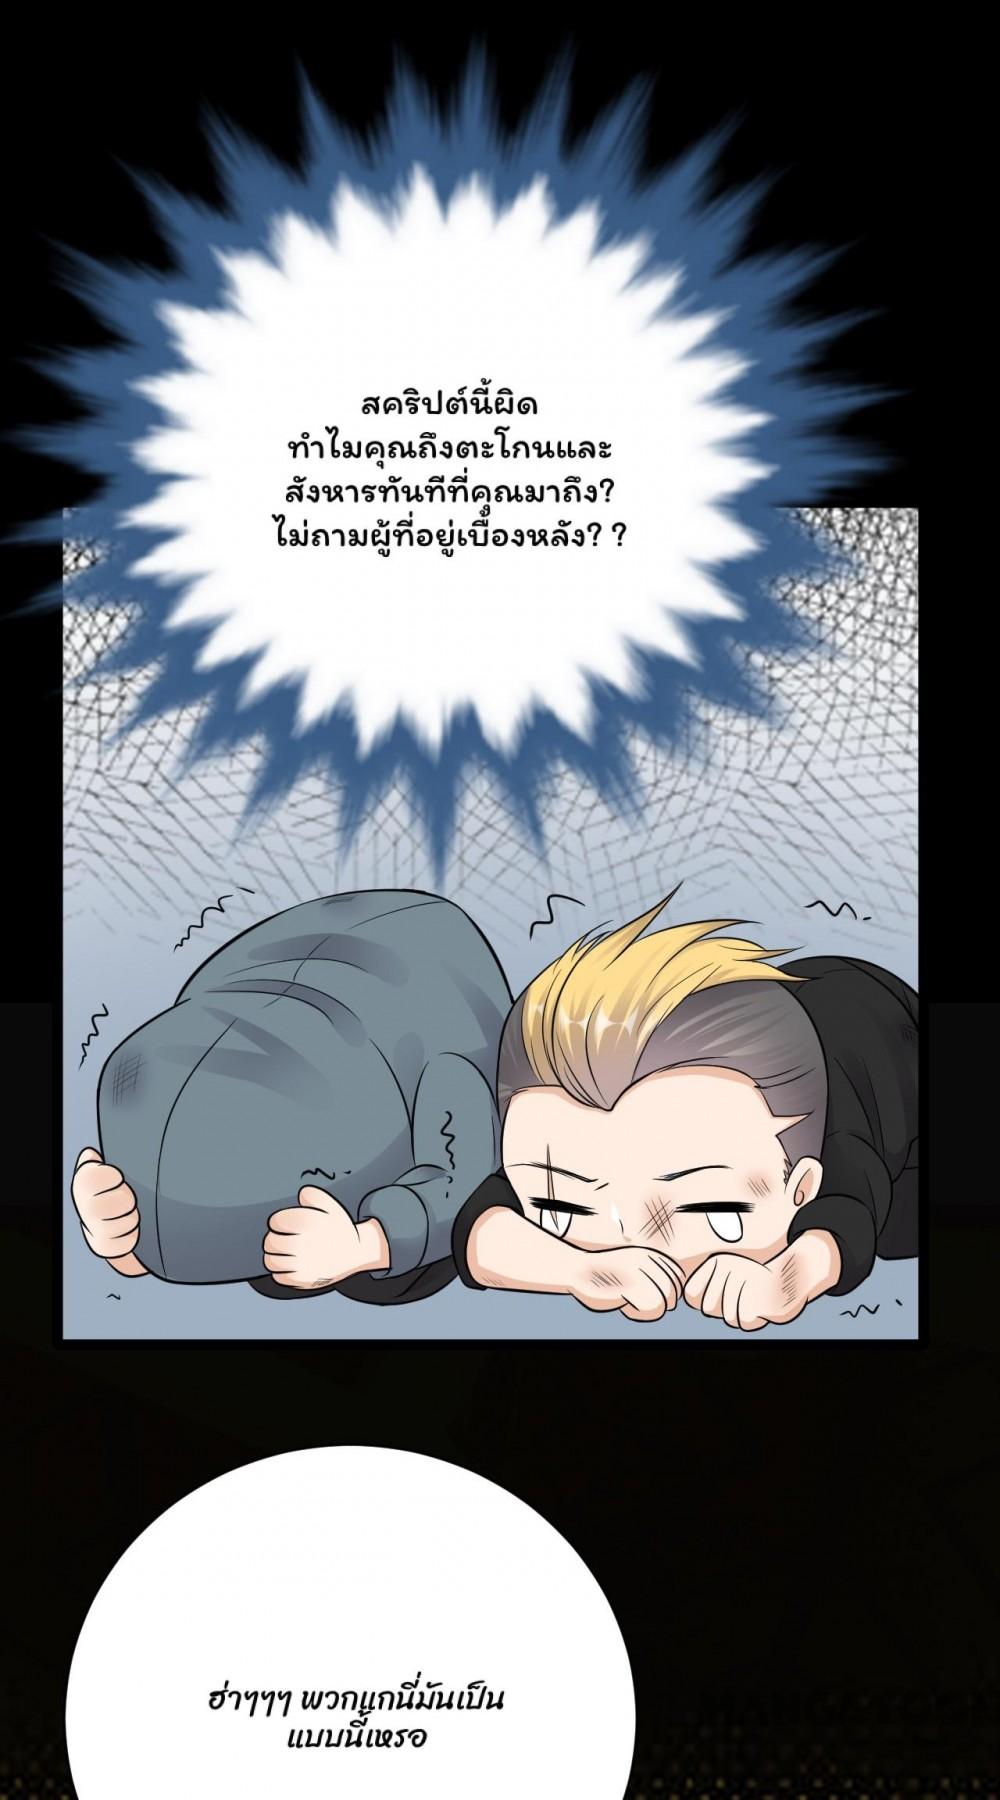 สคริปต์นี้ผิด
ทำไมคุณถึงตะโกนและ
สังหารทันทีที่คุณมาถึง?
ไม่ถามผู้ที่อยู่เบื้องหลัง? ?
ฮ่าๆๆๆ พวกแกนี่มันเป็น
แบบนี้เหรอ
MANGATOON